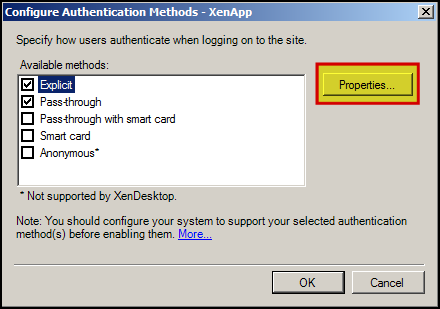 Configure Authentication Methods - XenApp
Specify how users authenticate when logging on to the site.
Available methods:
Explicit
Pass-through
Pass-through with smart card
Smart card
Anonymous*
Properties...
* Not supported by XenDesktop.
Note: You should configure your system to support your selected authentication
method(s) before enabling them. More...
OK
Cancel